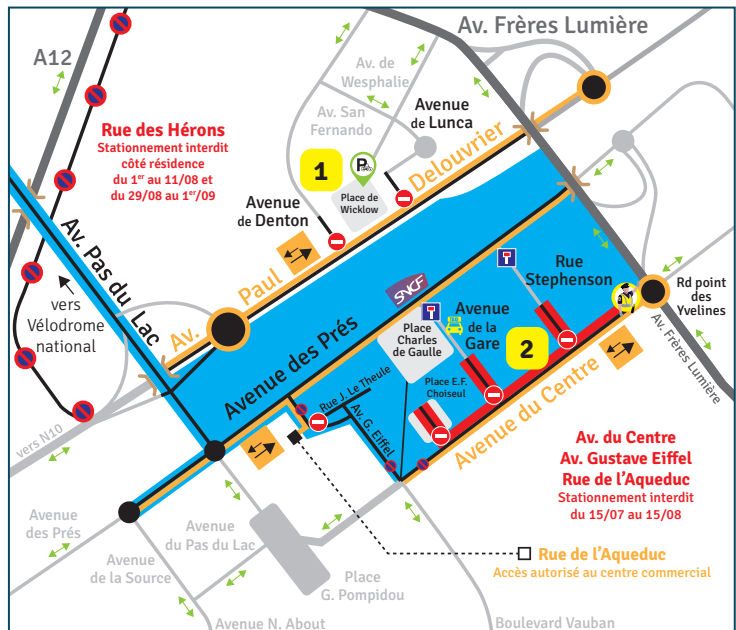 A12
Av. Frères Lumière
Av. de
Wesphalie
Av. San
Fernando
Avenue
de Lunca
Rue des Hérons
Stationnement interdit
côté résidence
du 1er au 11/08 et
du 29/08 au 1er/09
1
P
Place de
Wicklow
Avenue
de Denton
Av. Paul Delouvrier
Av. Pas du Lac
vers
Vélodrome
national
SNCF
Rue
Stephenson
Rd point
des
Yvelines
Av. Frères Lumière
Avenue des Prés
Place
Charles
de Gaulle
TAXI
Avenue
de la
Gare
2
Place E.F.
Choiseul
Rue J. Le Theule
Av. G. Eiffel
Avenue du Centre
vers N10
Av. du Centre
Av. Gustave Eiffel
Rue de l'Aqueduc
Stationnement interdit
du 15/07 au 15/08
Avenue
des Prés
Avenue
du Pas du Lac
Avenue
de la Source
Place
G. Pompidou
Rue de l'Aqueduc
Accès autorisé au centre commercial
Avenue N. About
Boulevard Vauban